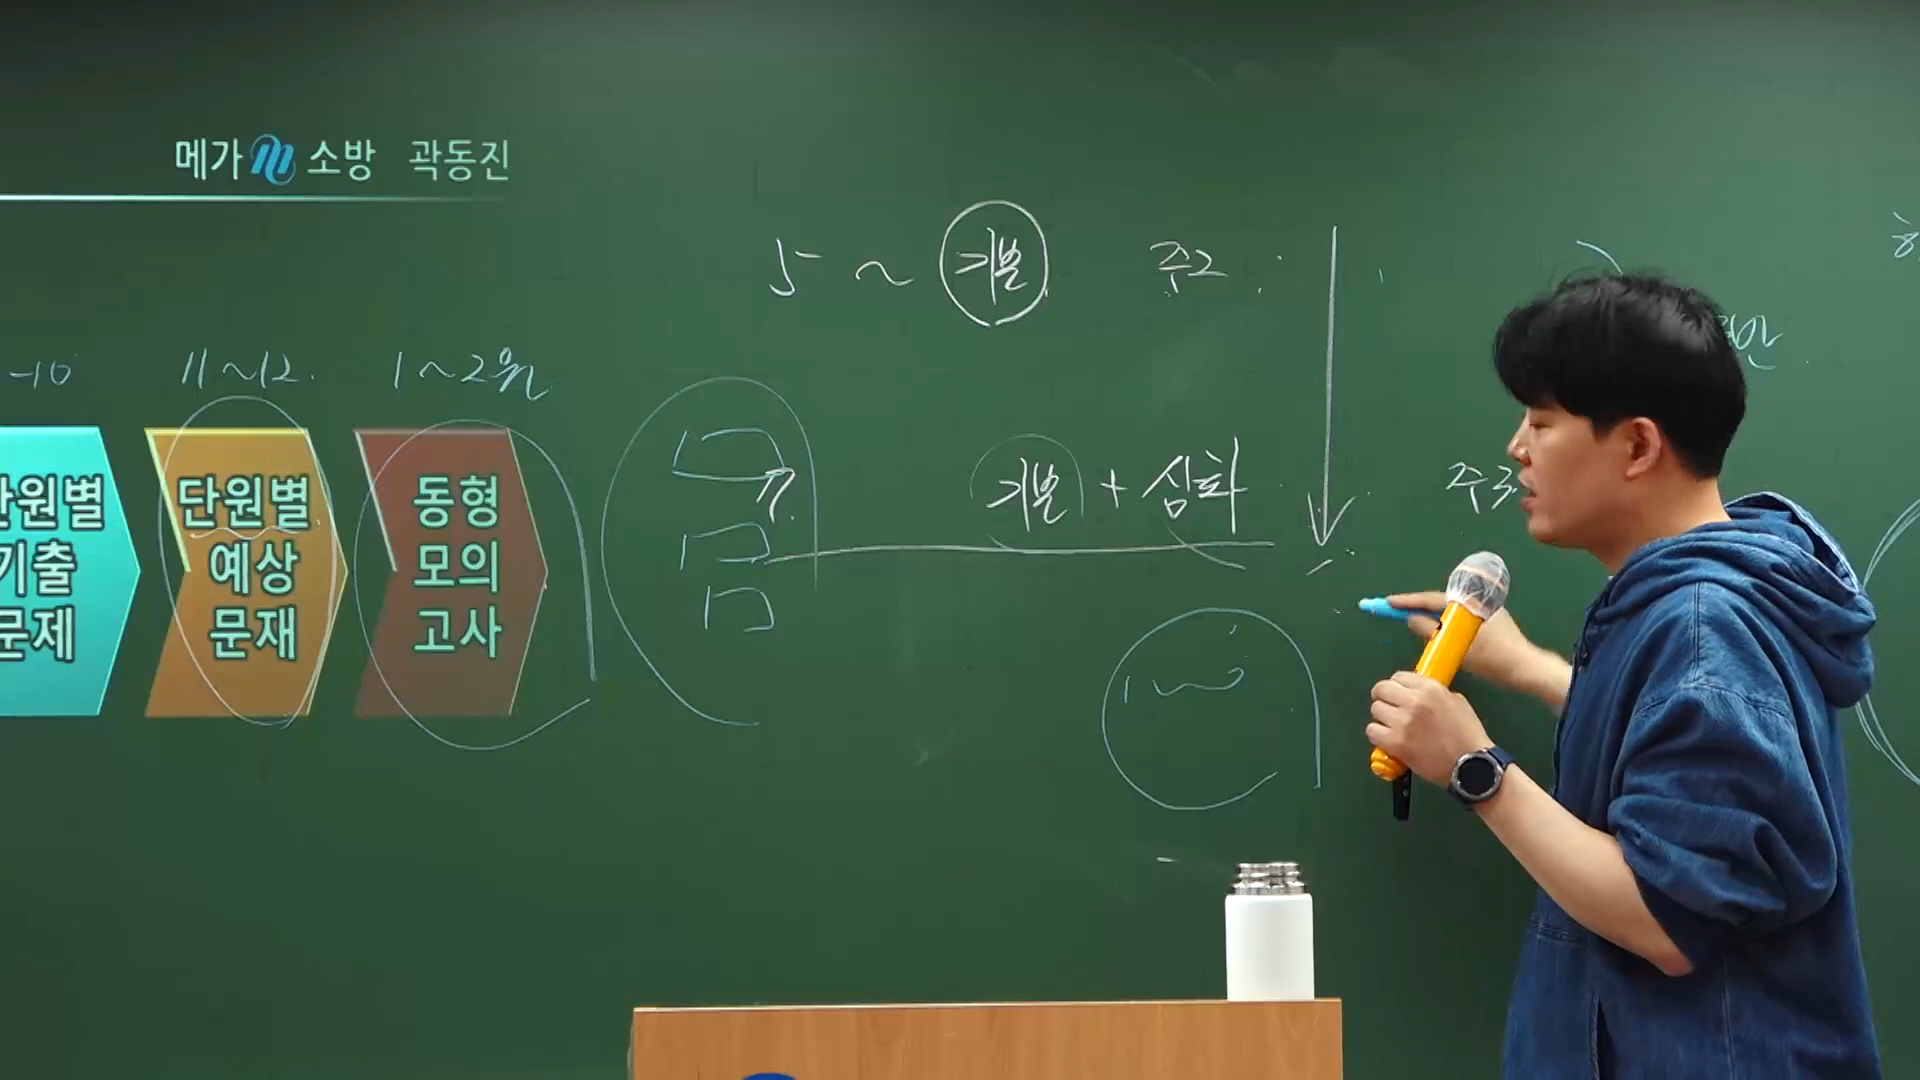 메가 소방 곽동진
5 ~ 기본 주2
-10 11~12. 1~2월
단원별 기출 문제
단원별 예상 문재
동형 모의 고사
기본 + 심화